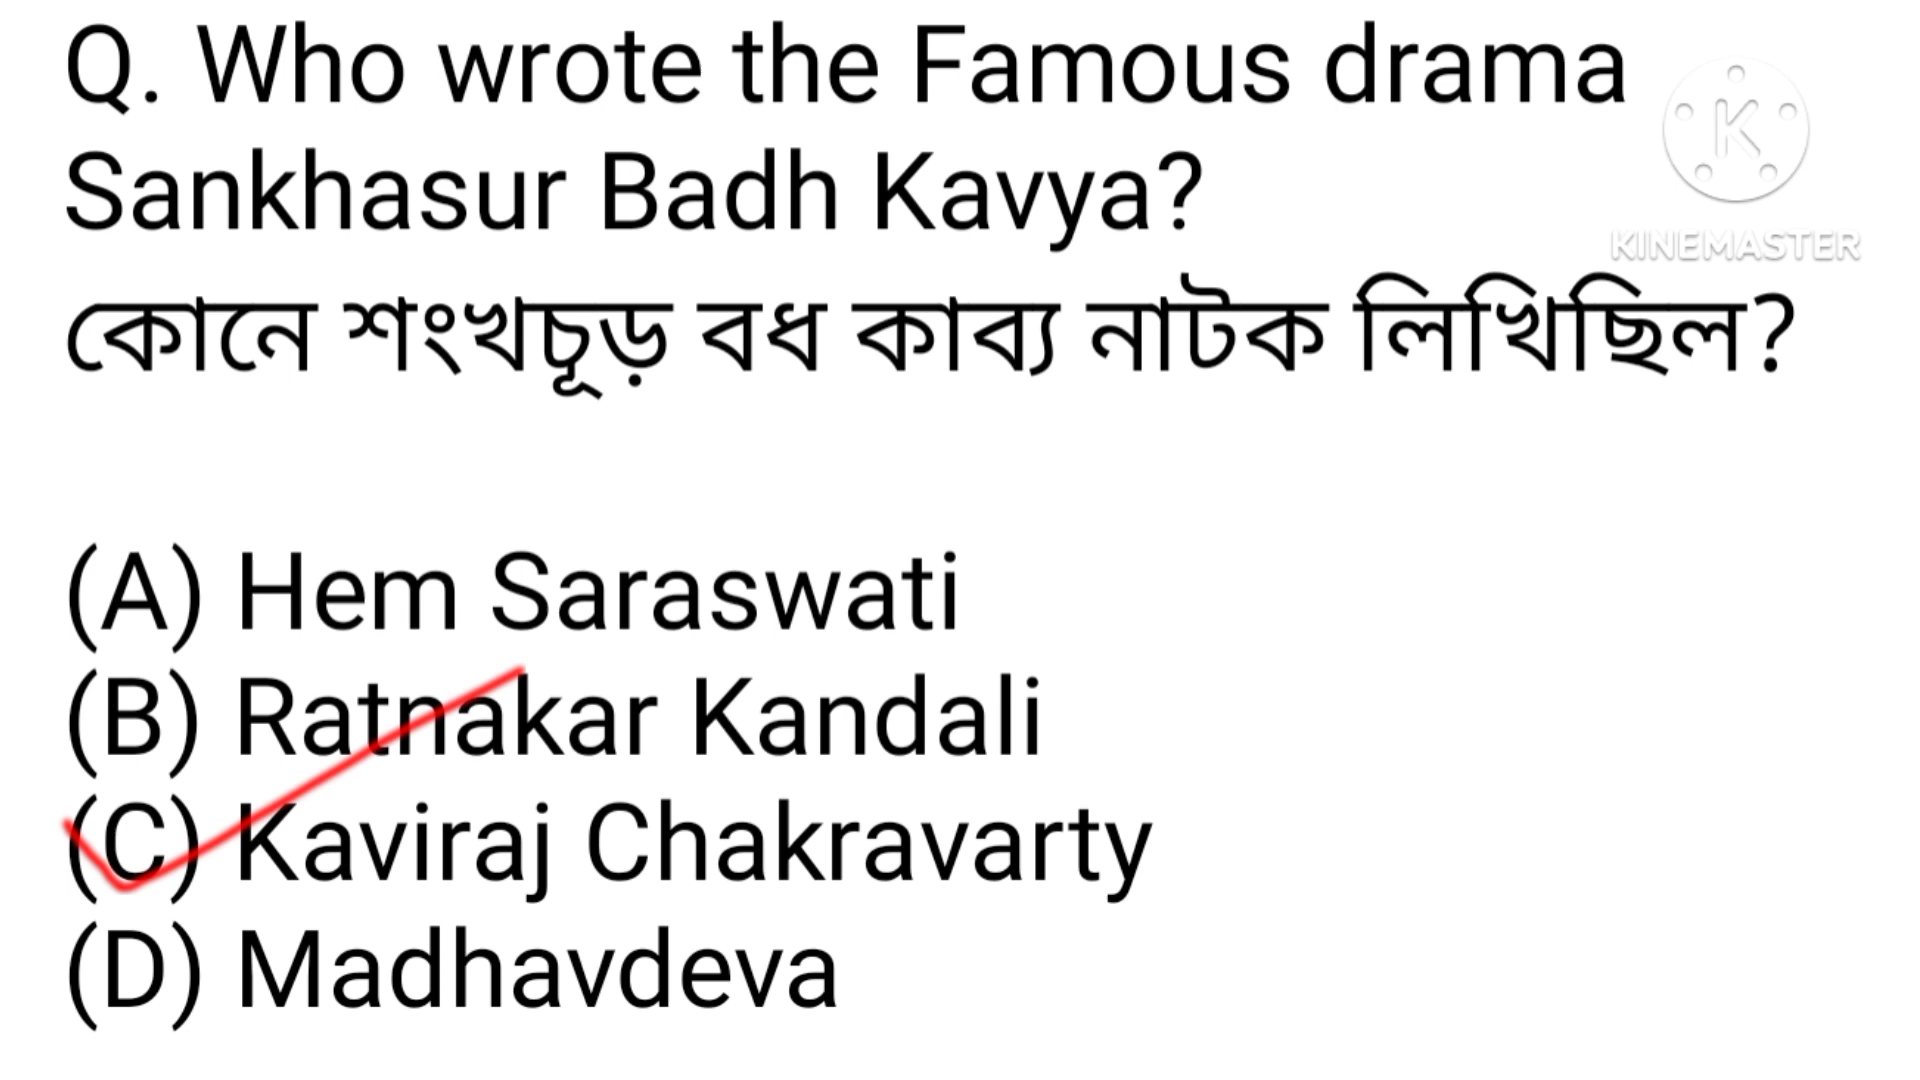 Q. Who wrote the Famous drama
Sankhasur Badh Kavya?
কোনে শংখচূড় বধ কাব্য নাটক লিখিছিল?
(A) Hem Saraswati
(B) Ratnakar Kandali
(C) Kaviraj Chakravarty
(D) Madhavdeva
K
KINEMASTER